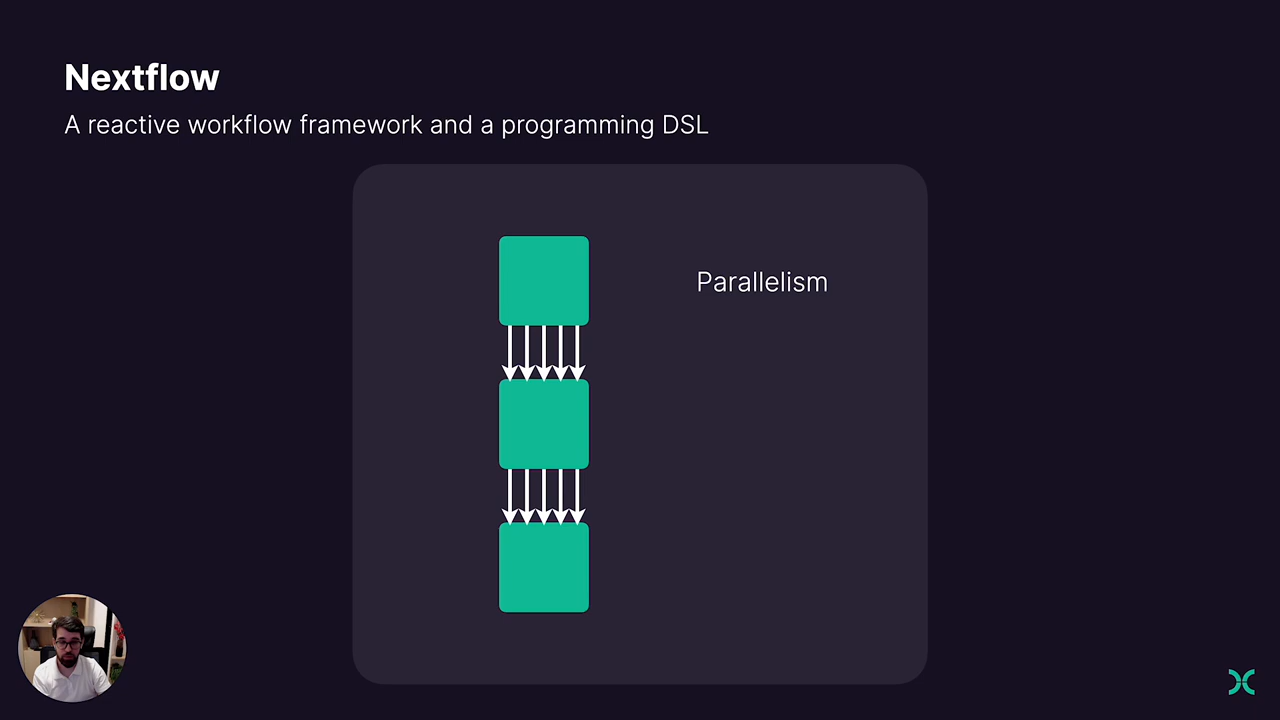 Nextflow
A reactive workflow framework and a programming DSL
Parallelism